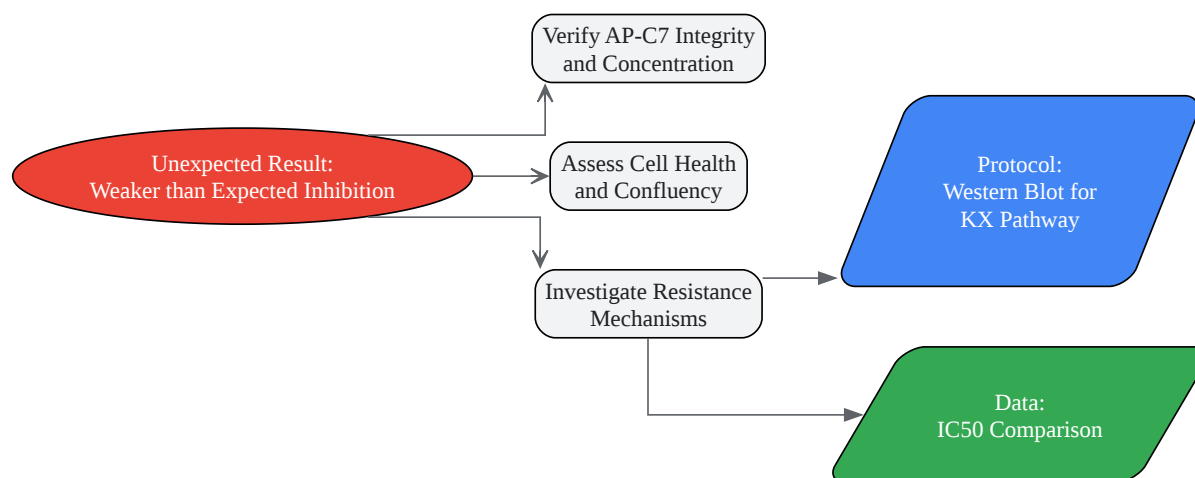 Verify AP-C7 Integrity
and Concentration
Unexpected Result:
Weaker than Expected Inhibition
Assess Cell Health
and Confluency
Protocol:
Western Blot for
KX Pathway
Investigate Resistance
Mechanisms
Data:
IC50 Comparison